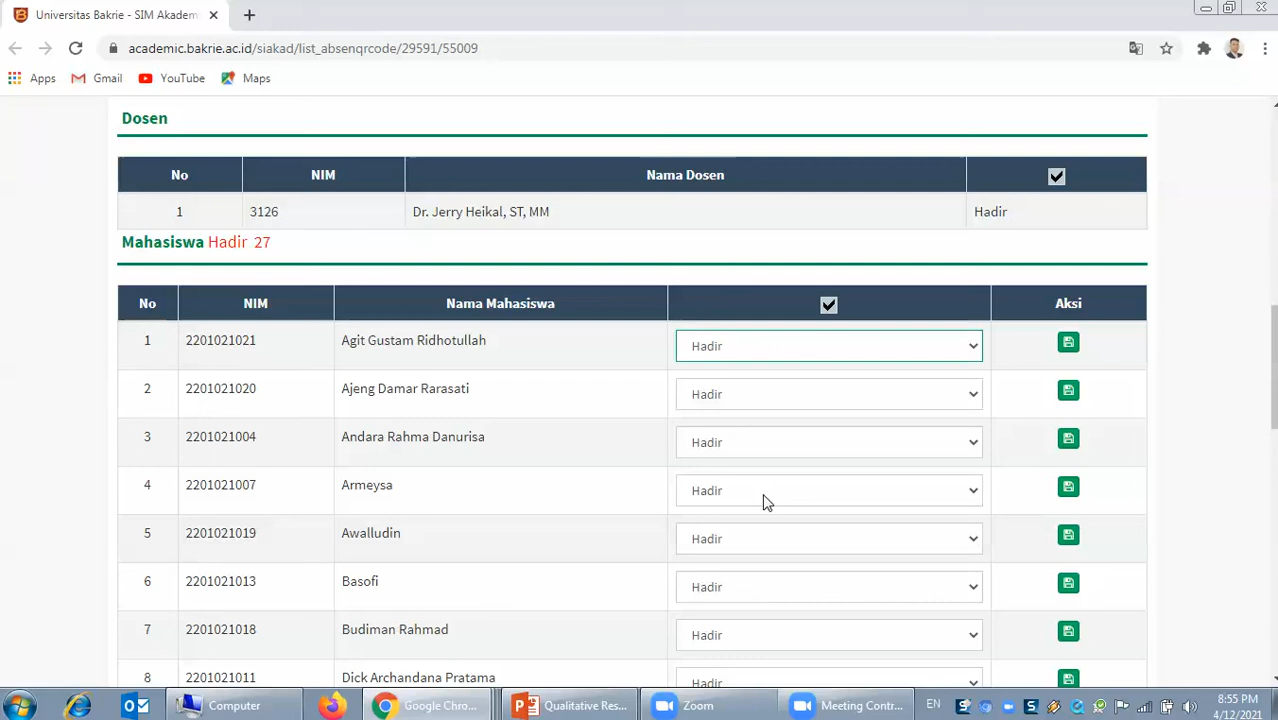 Universitas Bakrie - SIM Akadem
academic.bakrie.ac.id/siakad/list_absenqrcode/29591/55009
Apps Gmail YouTube Maps
Dosen
No NIM Nama Dosen
1 3126 Dr. Jerry Heikal, ST, MM Hadir
Mahasiswa Hadir 27
No NIM Nama Mahasiswa Aksi
1 2201021021 Agit Gustam Ridhotullah Hadir
2 2201021020 Ajeng Damar Rarasati Hadir
3 2201021004 Andara Rahma Danurisa Hadir
4 2201021007 Armeysa Hadir
5 2201021019 Awalludin Hadir
6 2201021013 Basofi Hadir
7 2201021018 Budiman Rahmad Hadir
8 2201021011 Dick Archandana Pratama Hadir
Computer Google Chro... Qualitative Res... Zoom Meeting Contr... EN 8:55 PM
4/12/2021